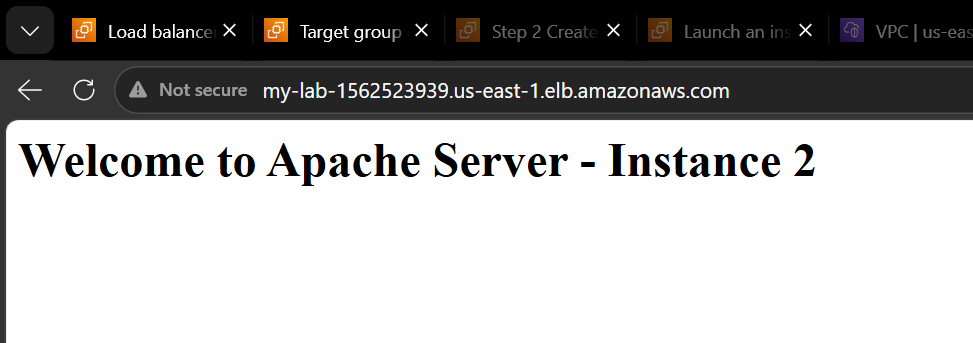 Load balance
Target group
Step 2 Create
Launch an ins
VPC | us-eas
Not secure my-lab-1562523939.us-east-1.elb.amazonaws.com
Welcome to Apache Server - Instance 2